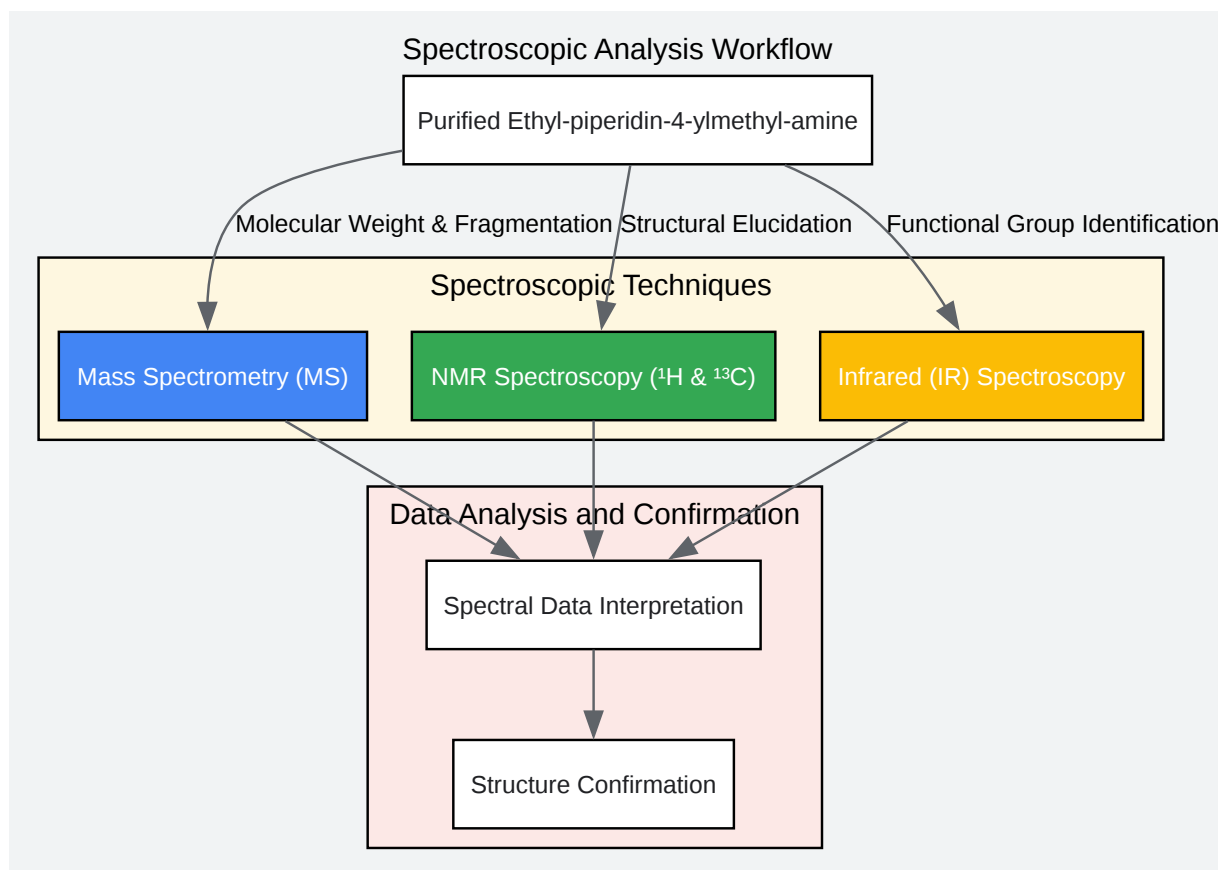 Spectroscopic Analysis Workflow
Purified Ethyl-piperidin-4-ylmethyl-amine
Molecular Weight & Fragmentation
Structural Elucidation
Functional Group Identification
Spectroscopic Techniques
Mass Spectrometry (MS)
NMR Spectroscopy (¹H & ¹³C)
Infrared (IR) Spectroscopy
Data Analysis and Confirmation
Spectral Data Interpretation
Structure Confirmation